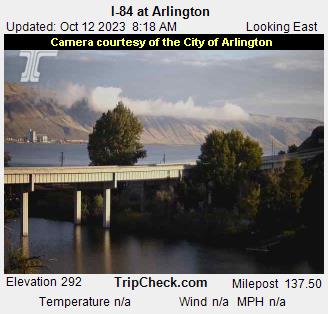 I-84 at Arlington
Updated: Oct 12 2023 8:18 AM Looking East
Camera courtesy of the City of Arlington
Elevation 292 TripCheck.com Milepost 137.50
Temperature n/a Wind n/a MPH n/a